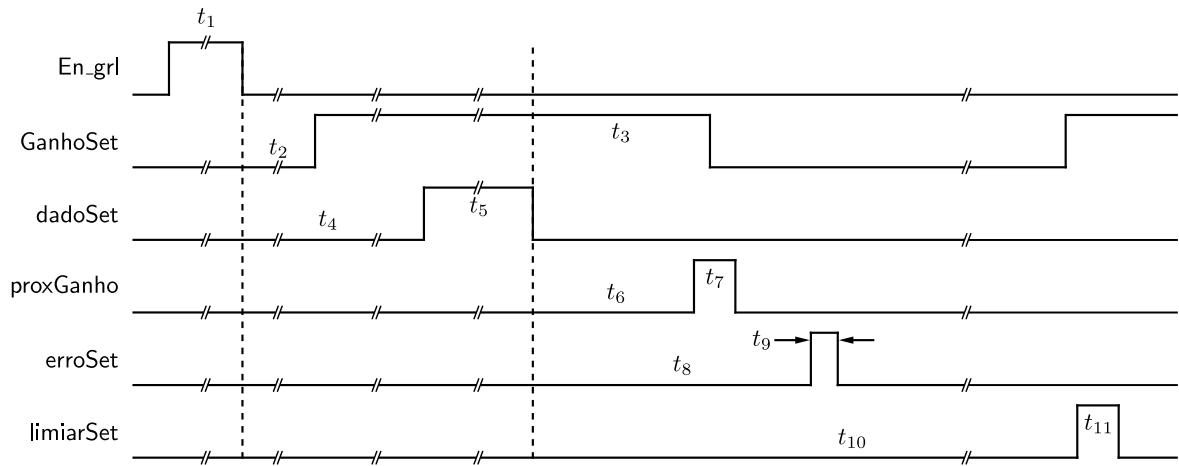 t1
En_grl
GanhoSet
t2
t3
dadoSet
t4
t5
proxGanho
t6
t7
erroSet
t8
t9
limiarSet
t10
t11